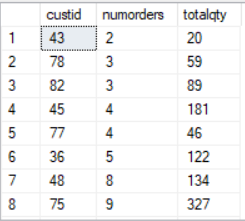 custid numorders totalqty
1 43 2 20
2 78 3 59
3 82 3 89
4 45 4 181
5 77 4 46
6 36 5 122
7 48 8 134
8 75 9 327